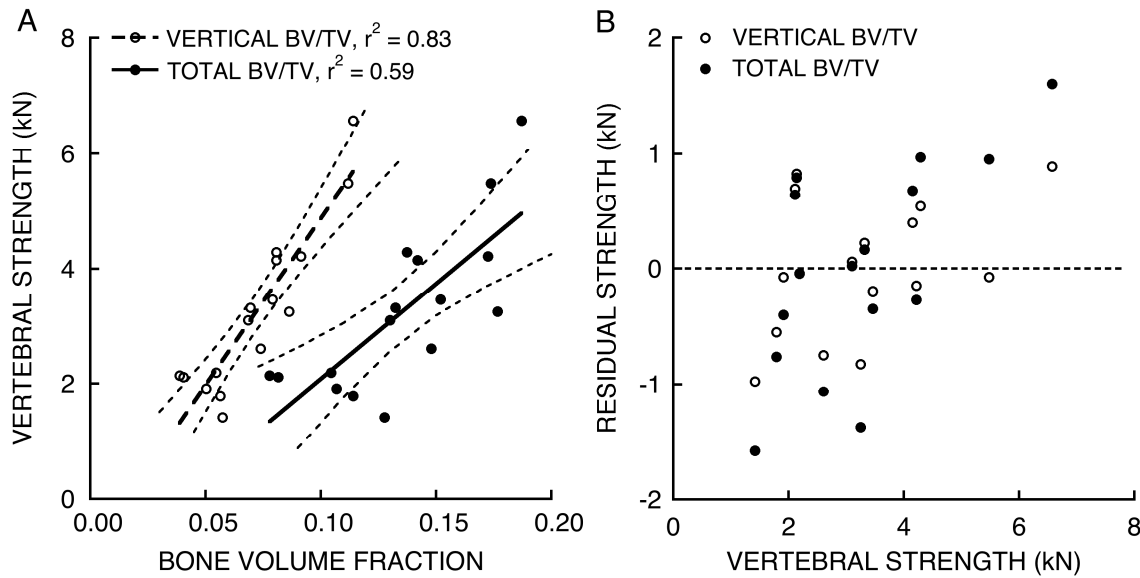 A
VERTICAL BV/TV, r² = 0.83
TOTAL BV/TV, r² = 0.59
VERTEBRAL STRENGTH (kN)
8
6
4
2
0
0.00 0.05 0.10 0.15 0.20
BONE VOLUME FRACTION
B
VERTICAL BV/TV
TOTAL BV/TV
RESIDUAL STRENGTH (kN)
2
1
0
-1
-2
0 2 4 6 8
VERTEBRAL STRENGTH (kN)